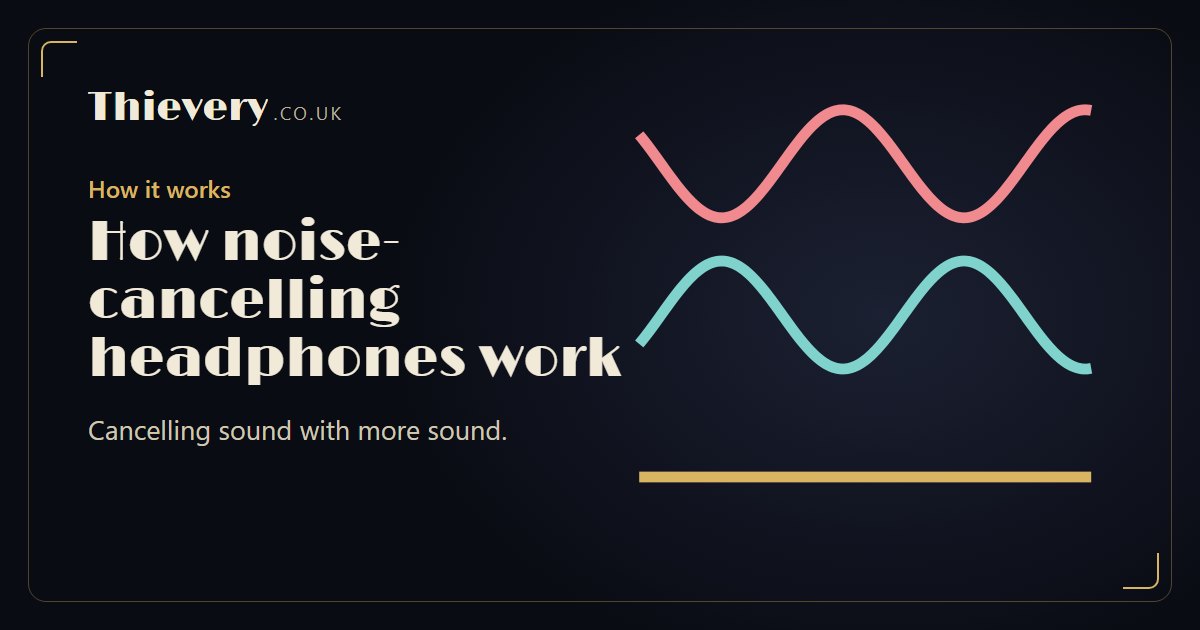 Thievery.CO.UK
How it works
How noise-
cancelling
headphones work
Cancelling sound with more sound.